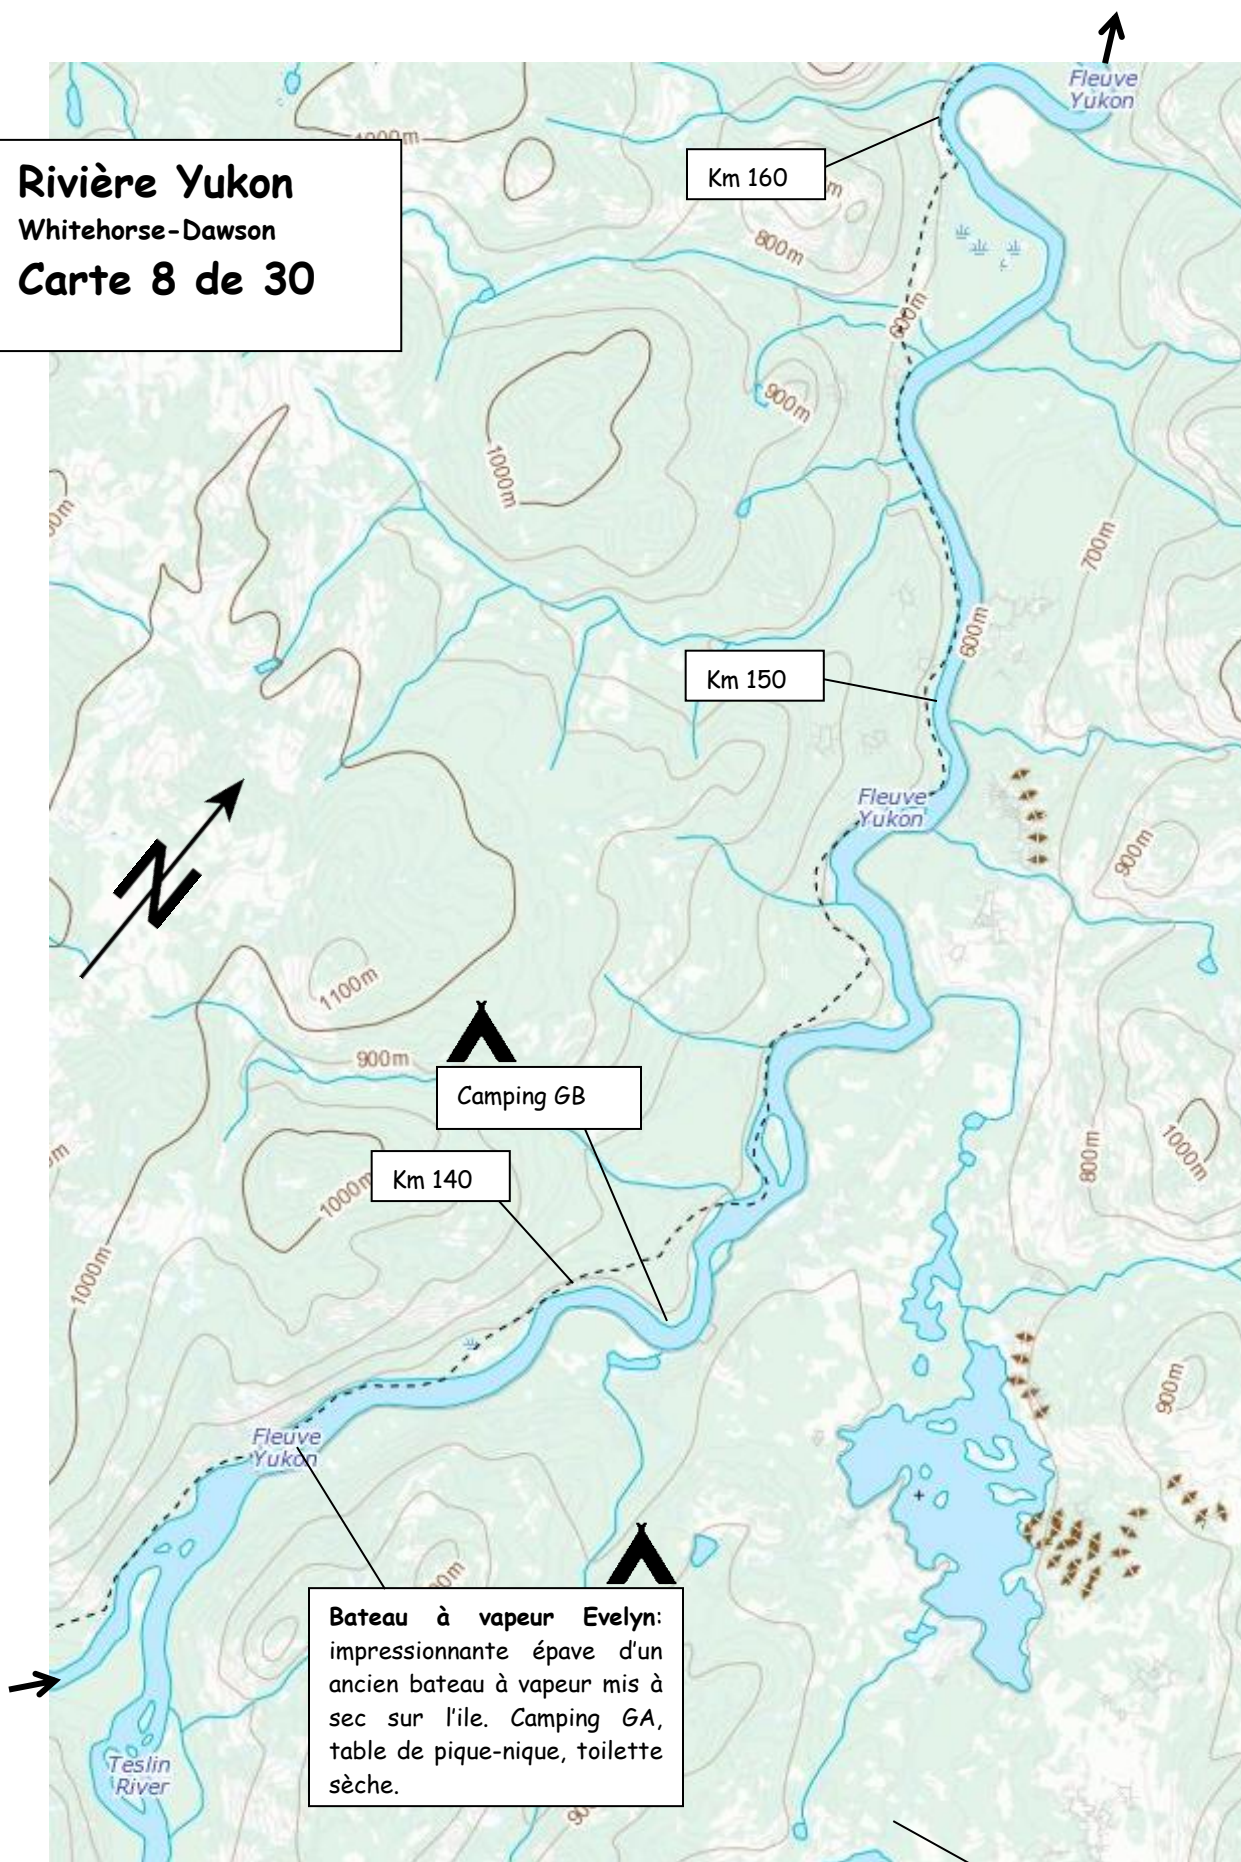 Fleuve
Yukon
1000m
Rivière Yukon
Whitehorse-Dawson
Carte 8 de 30
Km 160
800m
600m
900m
1000m
700m
600m
Km 150
Fleuve
Yukon
900m
1100m
900m
Camping GB
Km 140
1000m
800m
1000m
1000m
900m
Fleuve
Yukon
N
Bateau à vapeur Evelyn:
impressionnante épave d'un
ancien bateau à vapeur mis à
sec sur l'ile. Camping GA,
table de pique-nique, toilette
sèche.
Teslin
River